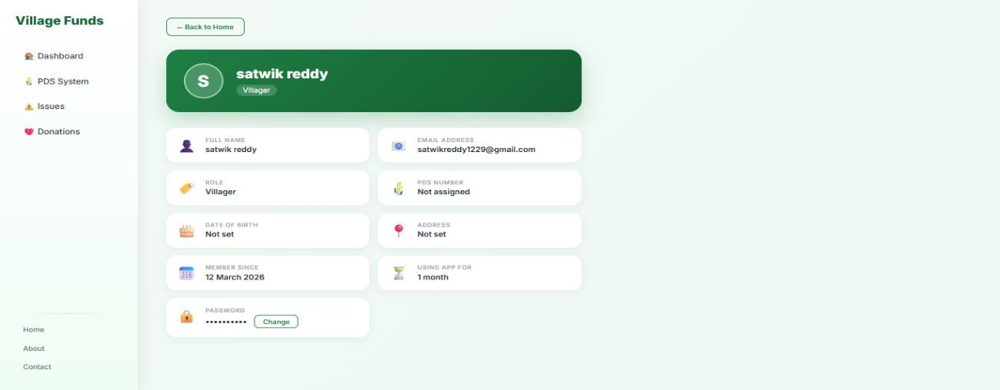 Village Funds
Dashboard
PDS System
Issues
Donations
Home
About
Contact
← Back to Home
S
satwik reddy
Villager
FULL NAME
satwik reddy
EMAIL ADDRESS
satwikreddy1229@gmail.com
ROLE
Villager
PDS NUMBER
Not assigned
DATE OF BIRTH
Not set
ADDRESS
Not set
MEMBER SINCE
12 March 2026
USING APP FOR
1 month
PASSWORD
•••••••••• Change